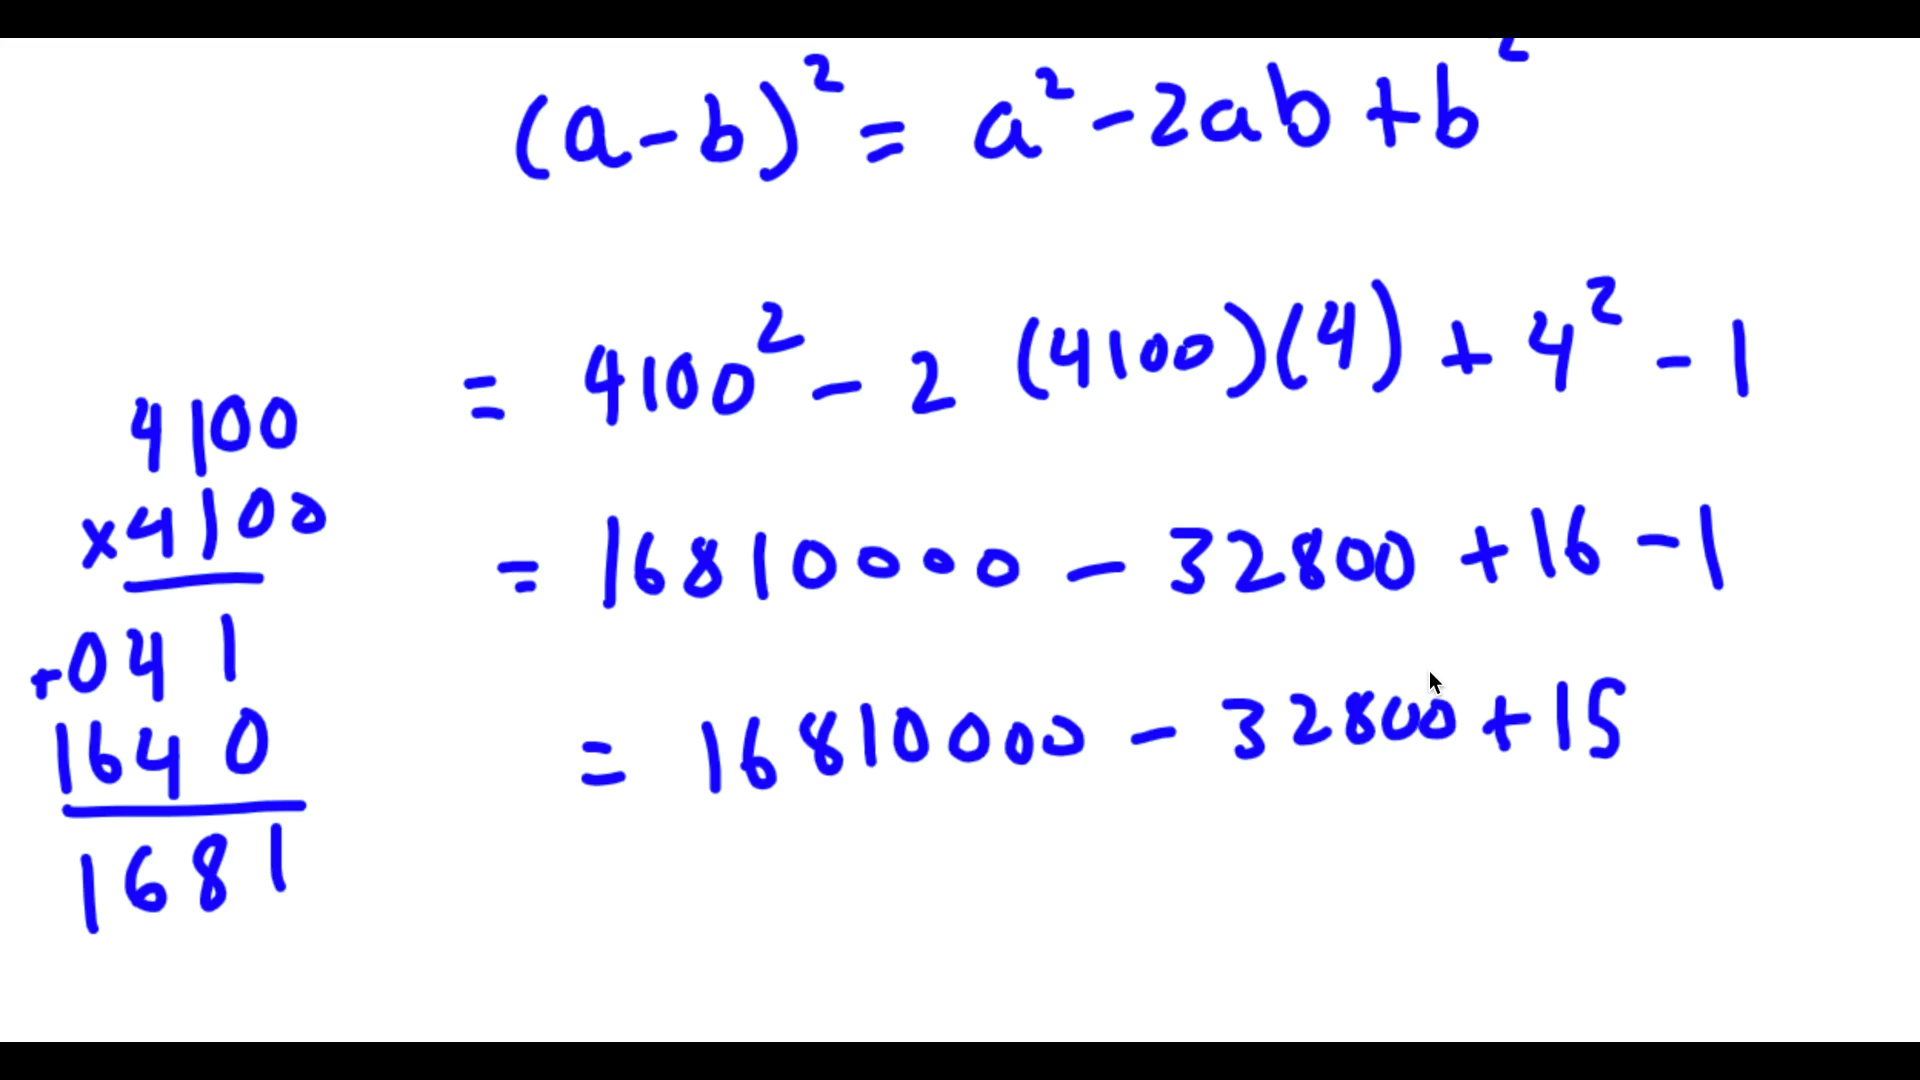 (a-b)² = a² - 2ab + b²
= 4100² - 2 (4100)(4) + 4² - 1
= 16810000 - 32800 + 16 - 1
= 16810000 - 32800 + 15
4100
x4100
+041
1640
1681